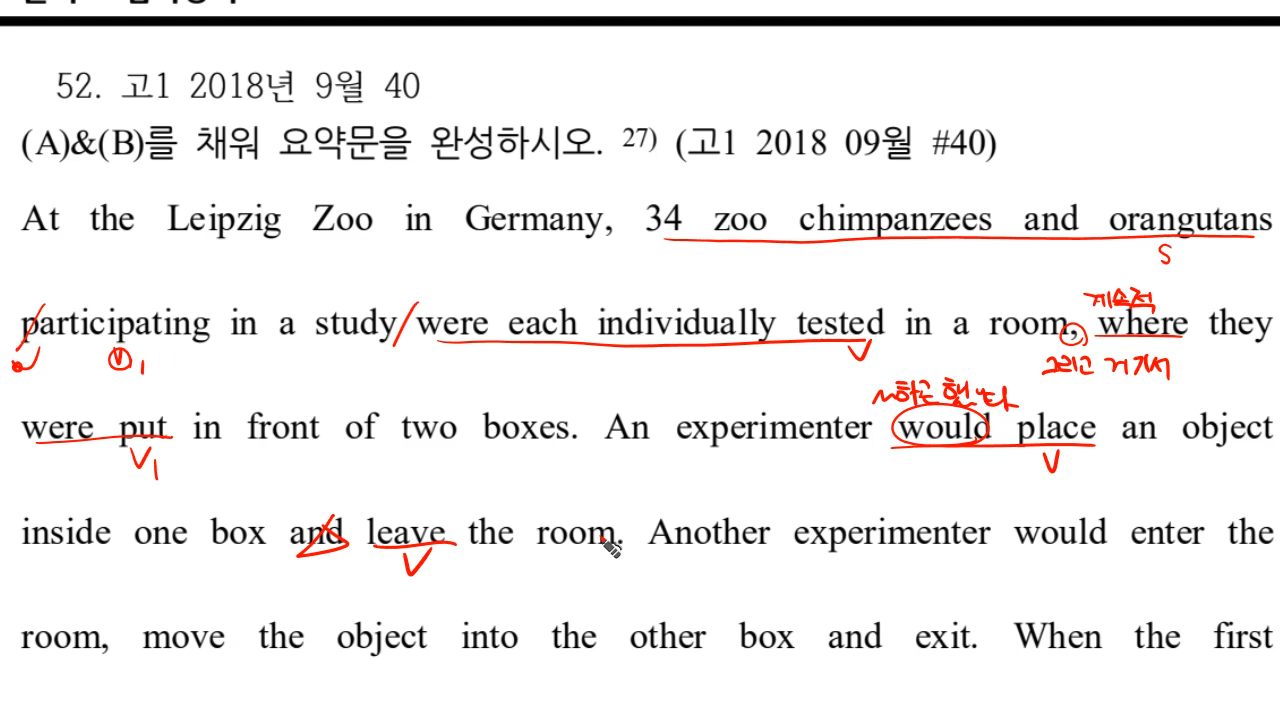 52. 고1 2018년 9월 40
(A)&(B)를 채워 요약문을 완성하시오. 27) (고1 2018 09월 #40)
At the Leipzig Zoo in Germany, 34 zoo chimpanzees and orangutans
S
계속적
participating in a study were each individually tested in a room, where they
V1 V 그리고 거기서
~하곤 했다
were put in front of two boxes. An experimenter would place an object
V1 V
inside one box and leave the room. Another experimenter would enter the
V
room, move the object into the other box and exit. When the first